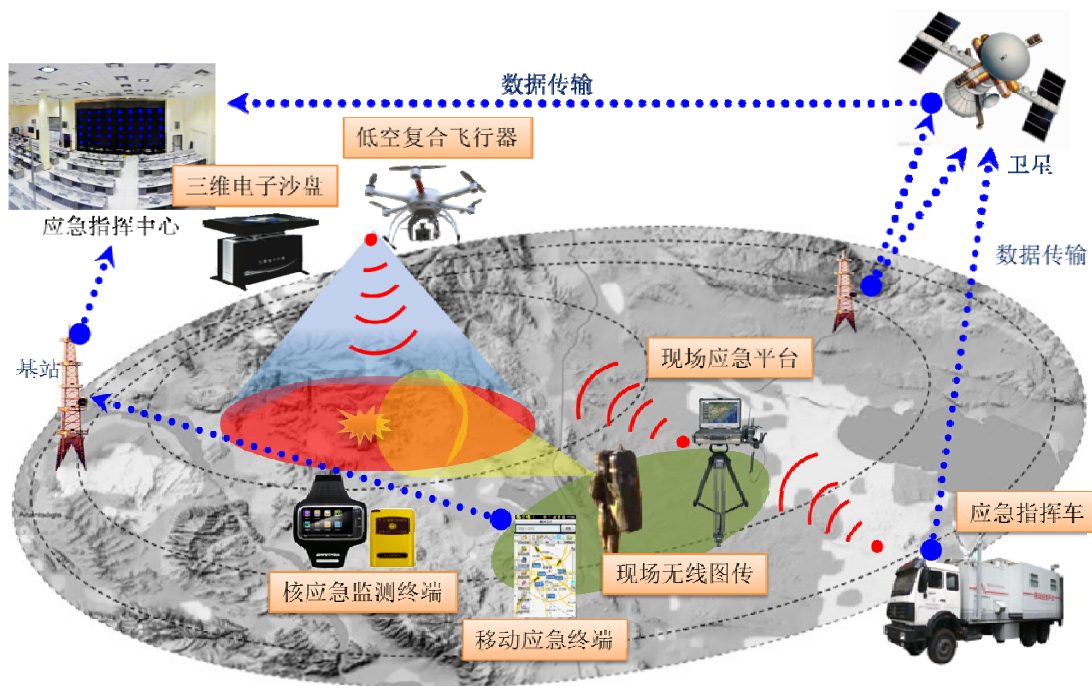 数据传输
低空复合飞行器
三维电子沙盘
应急指挥中心
卫星
数据传输
基站
现场应急平台
应急指挥车
核应急监测终端
现场无线图传
移动应急终端